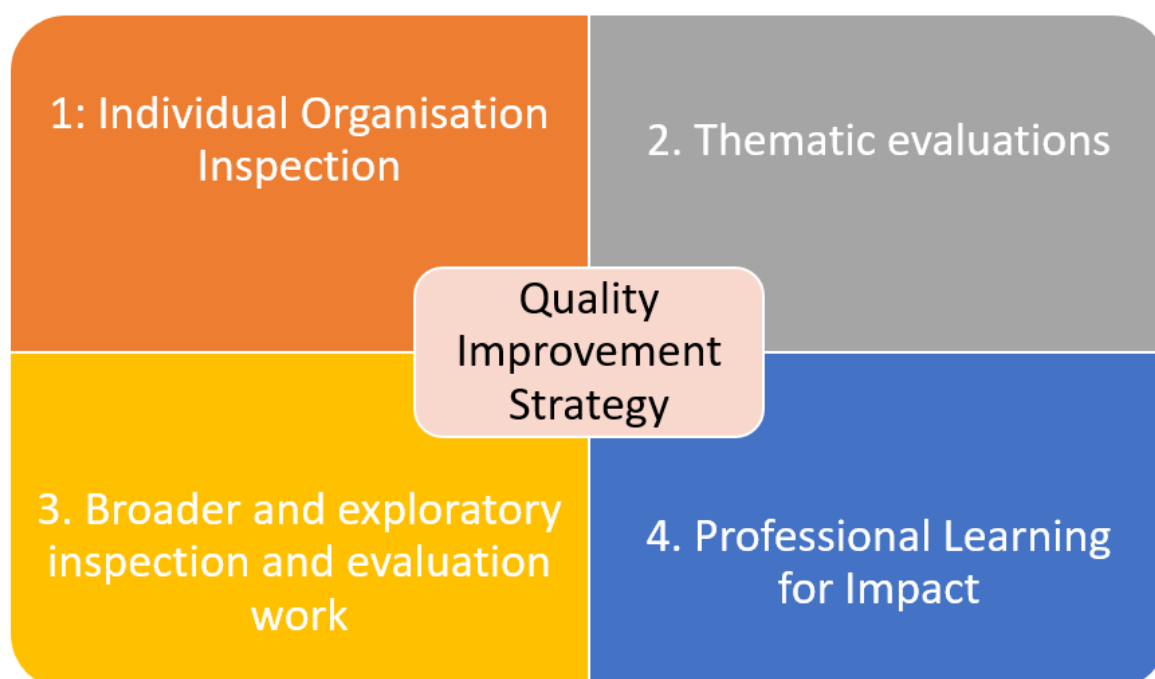 1: Individual Organisation
Inspection
2. Thematic evaluations
Quality
Improvement
Strategy
3. Broader and exploratory
inspection and evaluation
work
4. Professional Learning
for Impact